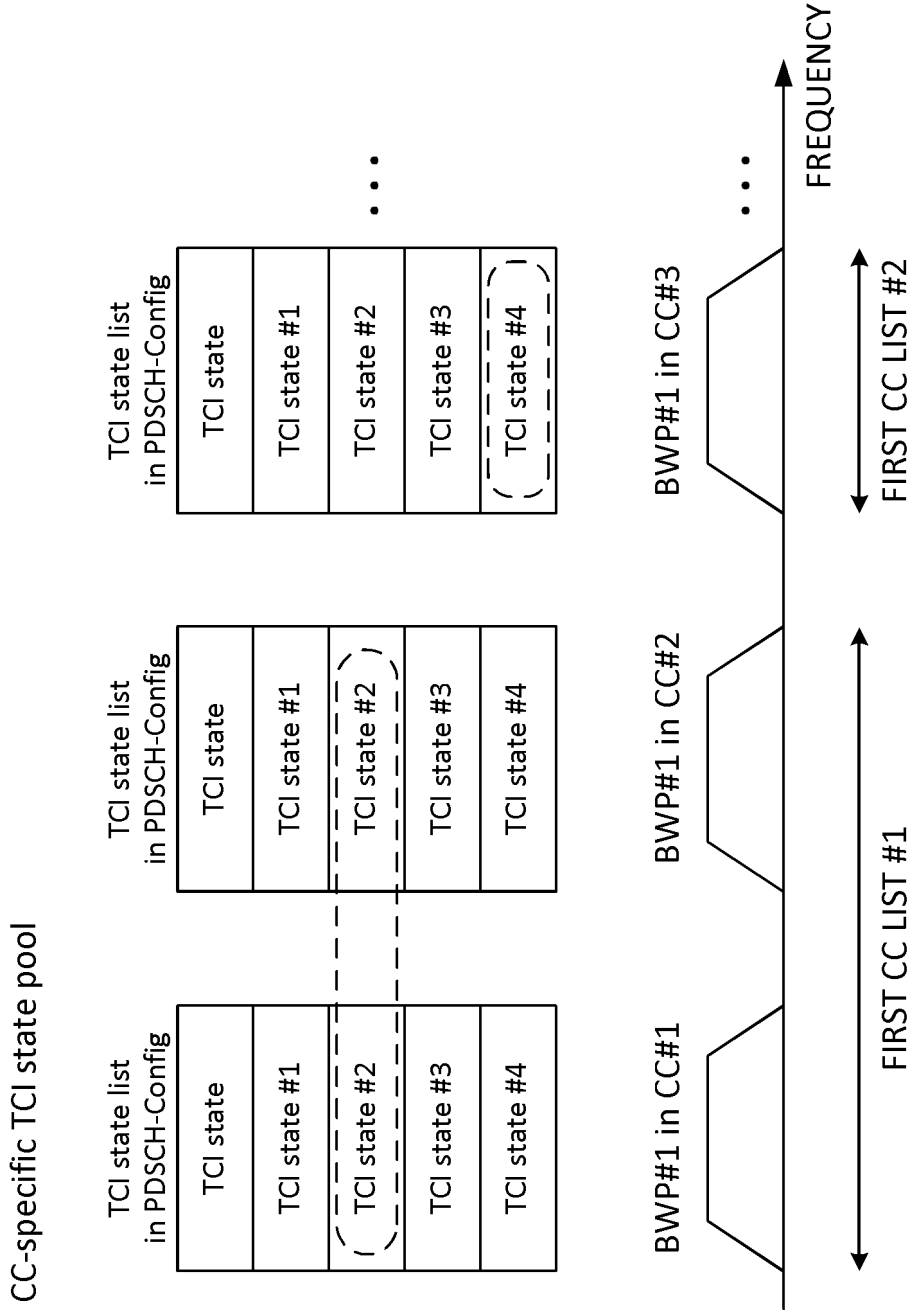 CC-specific TCI state pool
TCI state list
in PDSCH-Config
TCI state
TCI state #1
TCI state #2
TCI state #3
TCI state #4
TCI state list
in PDSCH-Config
TCI state
TCI state #1
TCI state #2
TCI state #3
TCI state #4
TCI state list
in PDSCH-Config
TCI state
TCI state #1
TCI state #2
TCI state #3
TCI state #4
• • •
BWP#1 in CC#1
BWP#1 in CC#2
BWP#1 in CC#3
• • •
FREQUENCY
FIRST CC LIST #1
FIRST CC LIST #2